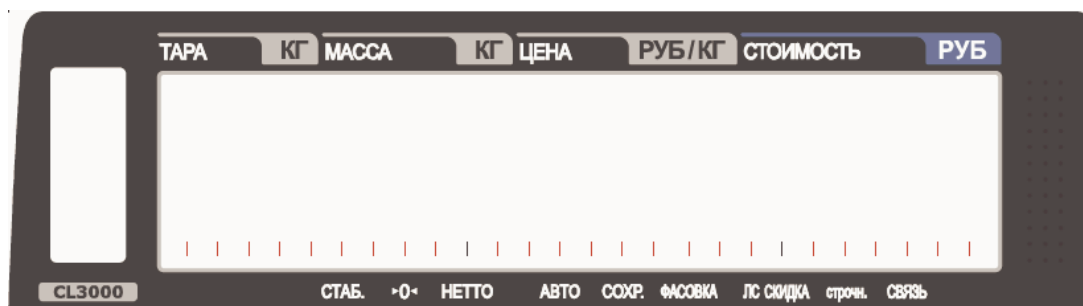 ТАРА КГ МАССА КГ ЦЕНА РУБ/КГ СТОИМОСТЬ РУБ
CL3000 СТАБ. ►0◄ НЕТТО АВТО СОХР. ФАСОВКА ЛС СКИДКА строчн. СВЯЗЬ